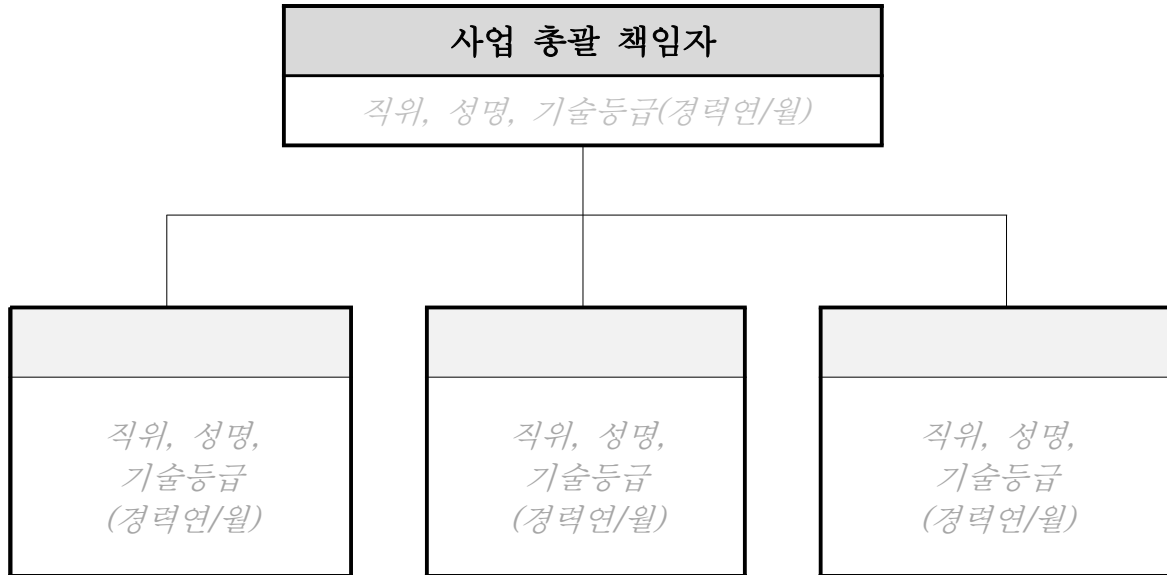 사업 총괄 책임자
직위, 성명, 기술등급(경력연/월)
직위, 성명,
기술등급
(경력연/월)
직위, 성명,
기술등급
(경력연/월)
직위, 성명,
기술등급
(경력연/월)